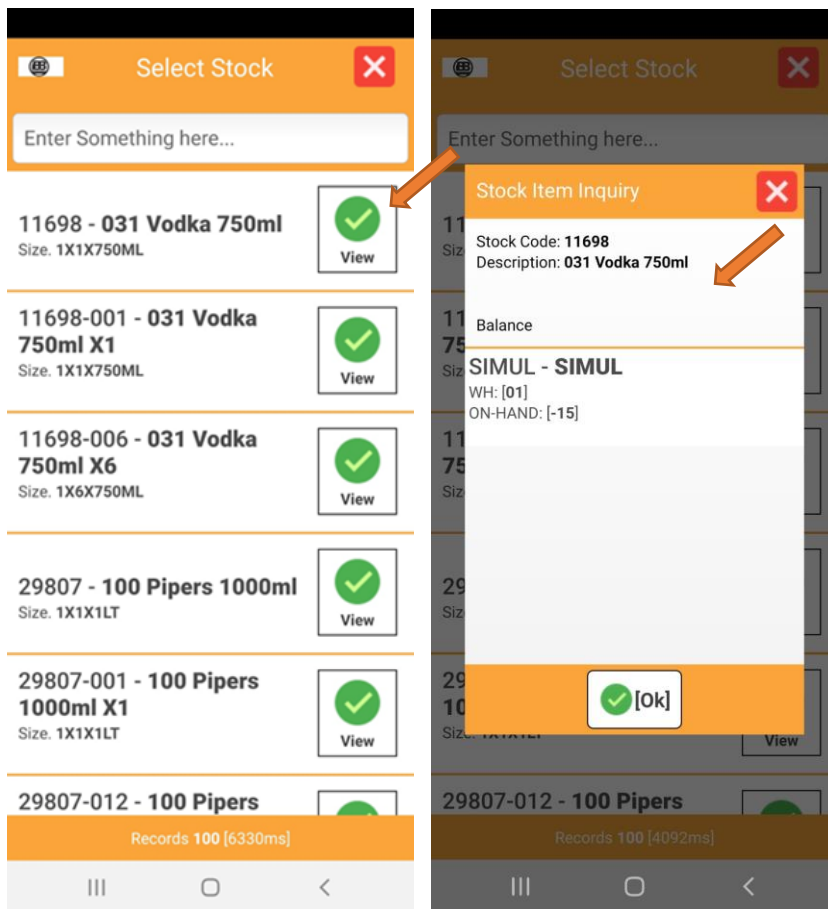 Select Stock
Enter Something here...
11698 - 031 Vodka 750ml
Size. 1X1X750ML
View
11698-001 - 031 Vodka
750ml X1
Size. 1X1X750ML
View
11698-006 - 031 Vodka
750ml X6
Size. 1X6X750ML
View
29807 - 100 Pipers 1000ml
Size. 1X1X1LT
View
29807-001 - 100 Pipers
1000ml X1
Size. 1X1X1LT
View
29807-012 - 100 Pipers
Records 100 [6330ms]
Select Stock
Enter Something here...
Stock Item Inquiry
Stock Code: 11698
Description: 031 Vodka 750ml
Balance
SIMUL - SIMUL
WH: [01]
ON-HAND: [-15]
[Ok]
View
29807-012 - 100 Pipers
Records 100 [4092ms]